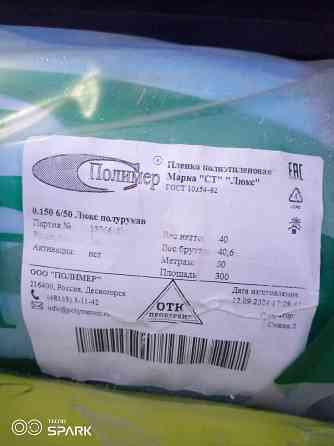 Полимер
Пленка полиэтиленовая
Марка "СТ" "Люкс"
ГОСТ 10354-82
EAC
0.150 6/50 Люкс полурукав
Партия №
Вес нетто: 40
Вес брутто: 40,6
Активация: нет
Метраж: 50
Площадь: 300
ООО "ПОЛИМЕР"
216400, Россия, Десногорск
ОТК
ПРОВЕРЕНО
Дата изготовления
TECNO
SPARK